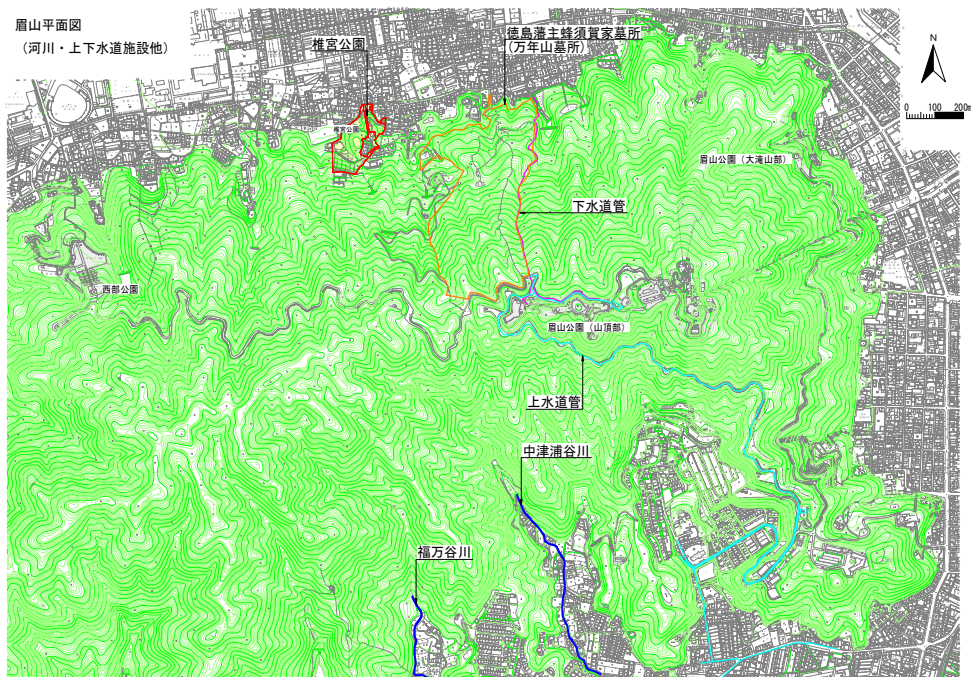 眉山平面図
（河川・上下水道施設他）
椎宮公園
徳島藩主蜂須賀家墓所
（万年山墓所）
N
0 100 200m
椎宮公園
眉山公園（大滝山部）
下水道管
西部公園
眉山公園（山頂部）
上水道管
中津浦谷川
福万谷川